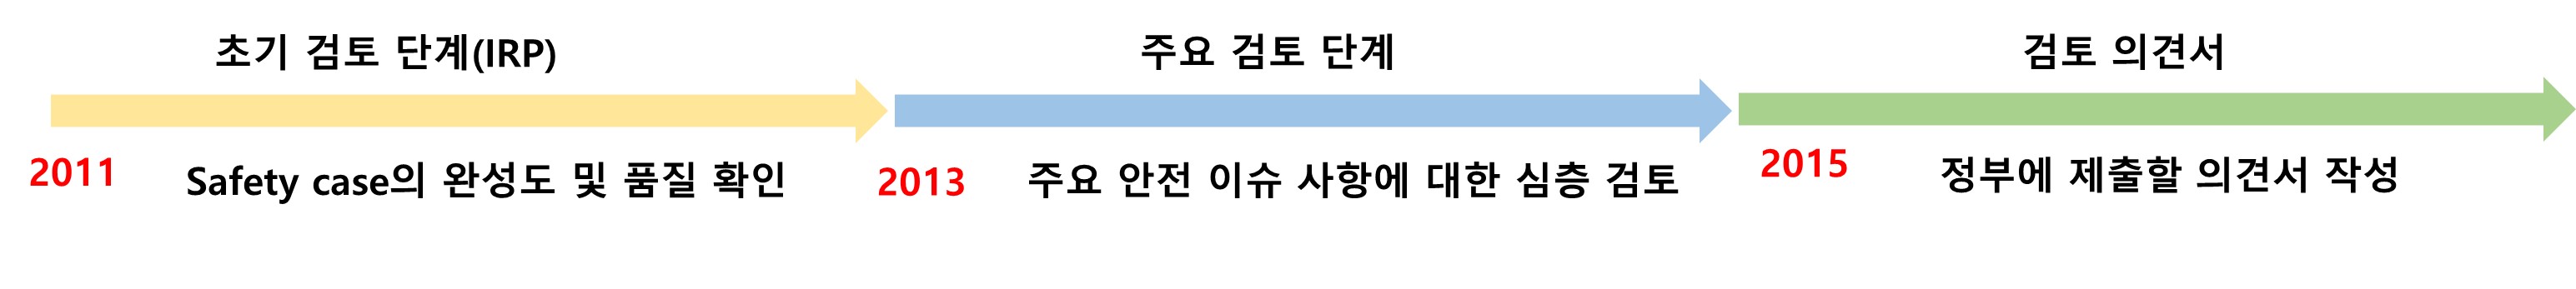 초기 검토 단계(IRP)
주요 검토 단계
검토 의견서
2011
Safety case의 완성도 및 품질 확인
2013
주요 안전 이슈 사항에 대한 심층 검토
2015
정부에 제출할 의견서 작성